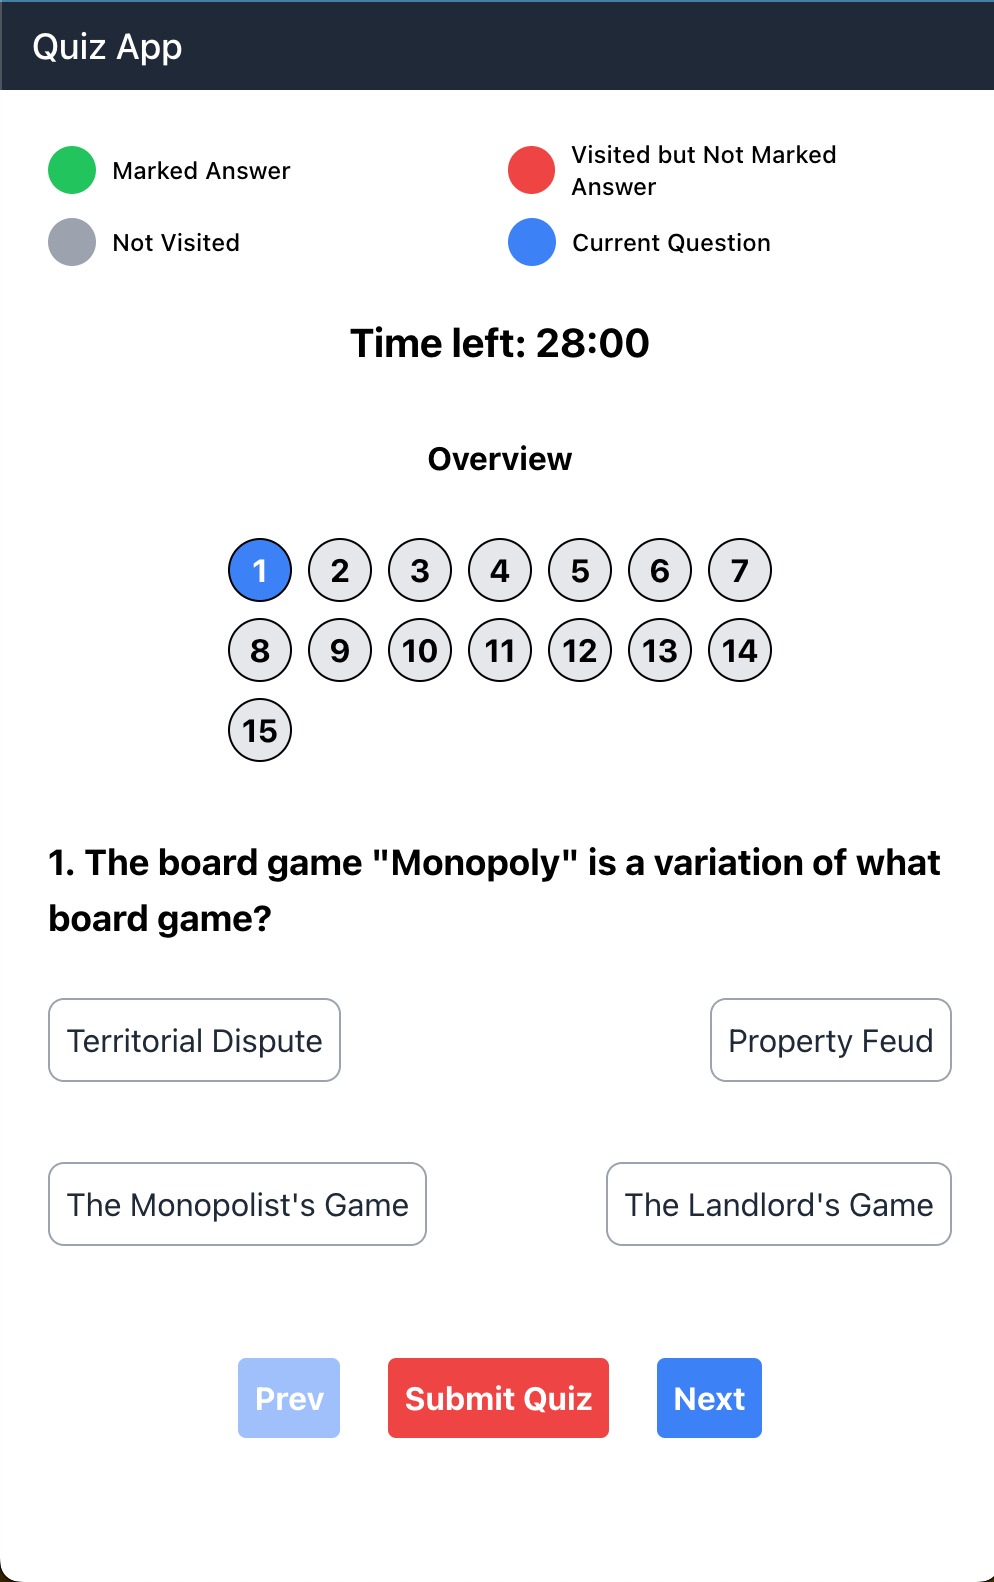 Quiz App
Marked Answer
Visited but Not Marked
Answer
Not Visited
Current Question
Time left: 28:00
Overview
1 2 3 4 5 6 7
8 9 10 11 12 13 14
15
1. The board game "Monopoly" is a variation of what
board game?
Territorial Dispute
Property Feud
The Monopolist's Game
The Landlord's Game
Prev
Submit Quiz
Next